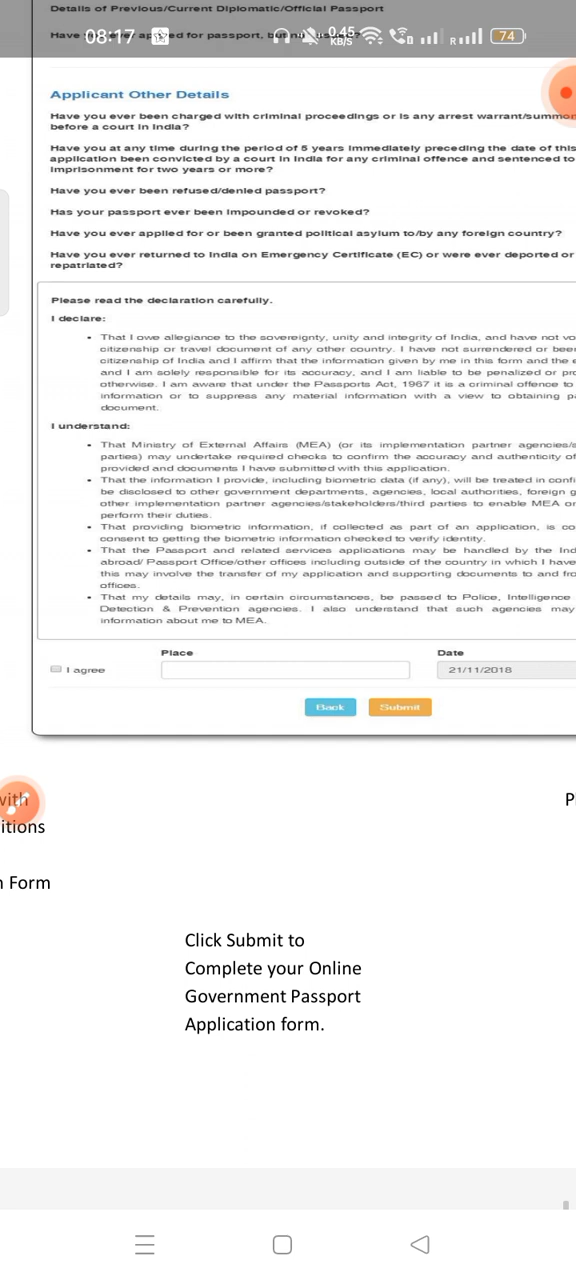 Details of Previous/Current Diplomatic/Official Passport
08:17
0.45
KB/S
R
74
Have
for passport, but
Applicant Other Details
Have you ever been charged with criminal proceedings or is any arrest warrant/summon
before a court in India?
Have you at any time during the period of 5 years immediately preceding the date of this
application been convicted by a court in India for any criminal offence and sentenced to
imprisonment for two years or more?
Have you ever been refused/denied passport?
Has your passport ever been impounded or revoked?
Have you ever applied for or been granted political asylum to/by any foreign country?
Have you ever returned to India on Emergency Certificate (EC) or were ever deported or
repatriated?
Please read the declaration carefully.
I declare:
• That I owe allegiance to the sovereignty, unity and integrity of India, and have not vo
citizenship or travel document of any other country. I have not surrendered or bee
citizenship of India and I affirm that the information given by me in this form and the e
and I am solely responsible for its accuracy, and I am liable to be penalized or pro
otherwise. I am aware that under the Passports Act, 1967 it is a criminal offence to
information or to suppress any material information with a view to obtaining pa
document.
I understand:
• That Ministry of External Affairs (MEA) (or its implementation partner agencies/s
parties) may undertake required checks to confirm the accuracy and authenticity of
provided and documents I have submitted with this application.
• That the information I provide, including biometric data (if any), will be treated in confi
be disclosed to other government departments, agencies, local authorities, foreign g
other implementation partner agencies/stakeholders/third parties to enable MEA or
perform their duties.
• That providing biometric information, if collected as part of an application, is co
consent to getting the biometric information checked to verify identity.
• That the Passport and related services applications may be handled by the Ind
abroad/ Passport Office/other offices including outside of the country in which I have
this may involve the transfer of my application and supporting documents to and fro
offices.
• That my details may, in certain circumstances, be passed to Police, Intelligence
Detection & Prevention agencies. I also understand that such agencies may
information about me to MEA.
Place
Date
I agree
21/11/2018
Back
Submit
with
Pl
itions
n Form
Click Submit to
Complete your Online
Government Passport
Application form.